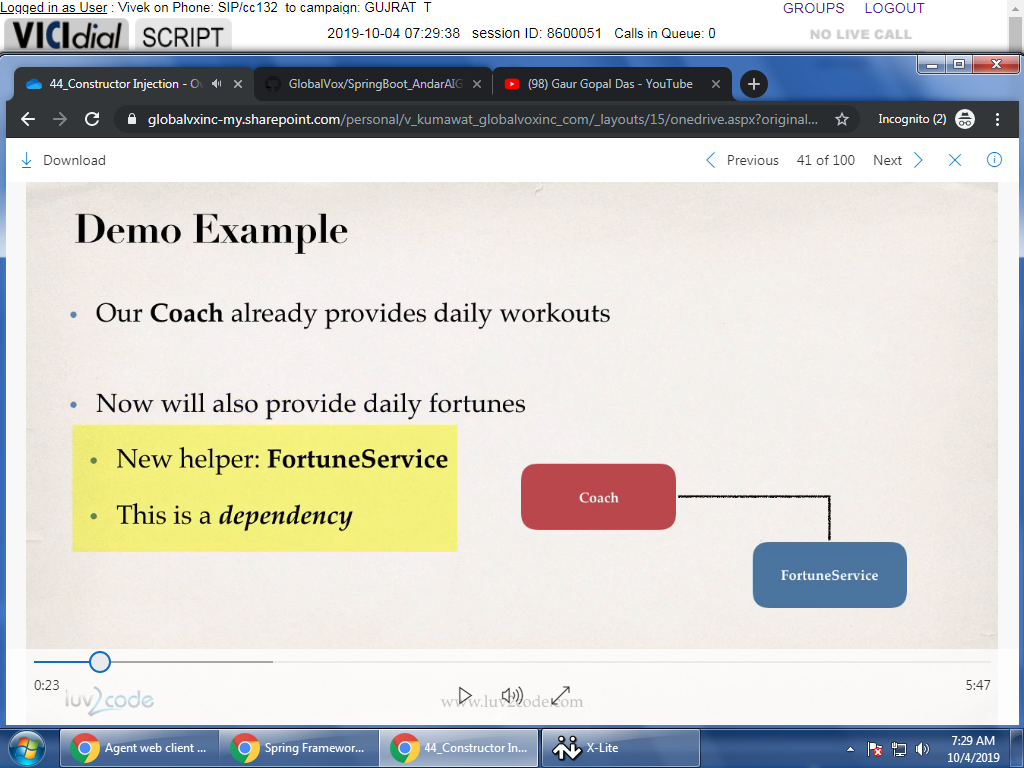 Logged in as User : Vivek on Phone: SIP/cc132 to campaign: GUJRAT_T
GROUPS LOGOUT
VICIdial SCRIPT
2019-10-04 07:29:38 session ID: 8600051 Calls in Queue: 0
NO LIVE CALL
44_Constructor Injection - Ov
GlobalVox/SpringBoot_AndarAIG
(98) Gaur Gopal Das - YouTube
globalvxinc-my.sharepoint.com/personal/v_kumawat_globalvoxinc_com/_layouts/15/onedrive.aspx?original...
Incognito (2)
Download
Previous 41 of 100 Next
Demo Example
• Our Coach already provides daily workouts
• Now will also provide daily fortunes
• New helper: FortuneService
• This is a dependency
Coach
FortuneService
0:23
5:47
luv2code
www.luv2code.com
Agent web client ...
Spring Framewor...
44_Constructor In...
X-Lite
7:29 AM
10/4/2019